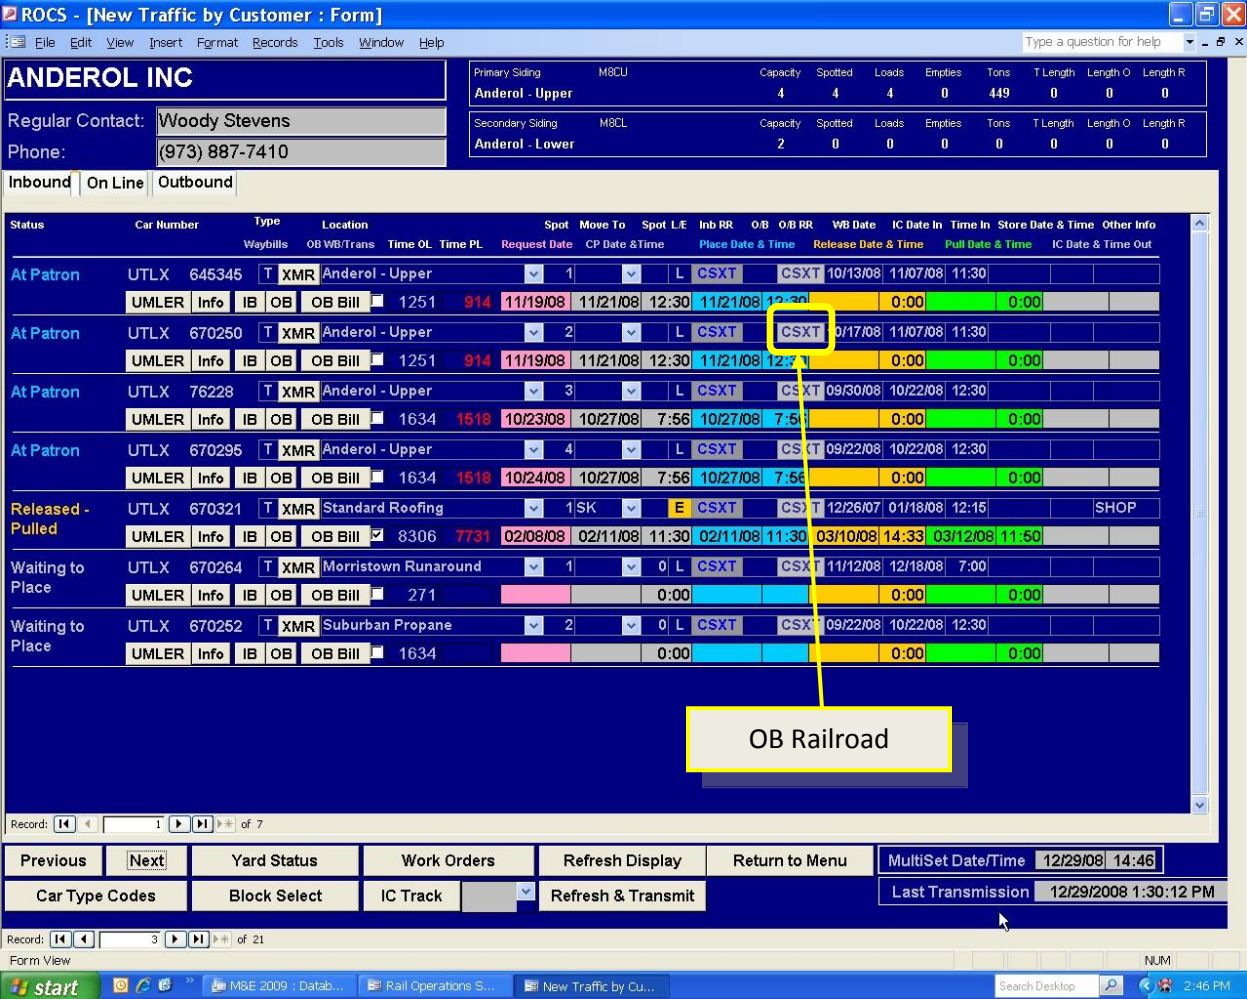 ROCS - [New Traffic by Customer : Form]
File Edit View Insert Format Records Tools Window Help Type a question for help
ANDEROL INC
Regular Contact: Woody Stevens
Phone: (973) 887-7410
Primary Siding M8CU Capacity Spotted Loads Empties Tons T Length Length O Length R
Anderol - Upper 4 4 4 0 449 0 0 0
Secondary Siding M8CL Capacity Spotted Loads Empties Tons T Length Length O Length R
Anderol - Lower 2 0 0 0 0 0 0 0
Inbound On Line Outbound
Status Car Number Type Location Spot Move To Spot L/E Inb RR O/B O/B RR WB Date IC Date In Time In Store Date & Time Other Info
Waybills OB WB/Trans Time OL Time PL Request Date CP Date &Time Place Date & Time Release Date & Time Pull Date & Time IC Date & Time Out
At Patron UTLX 645345 T XMR Anderol - Upper 1 L CSXT CSXT 10/13/08 11/07/08 11:30
UMLER Info IB OB OB Bill 1251 914 11/19/08 11/21/08 12:30 11/21/08 12:30 0:00 0:00
At Patron UTLX 670250 T XMR Anderol - Upper 2 L CSXT CSXT 10/17/08 11/07/08 11:30
UMLER Info IB OB OB Bill 1251 914 11/19/08 11/21/08 12:30 11/21/08 12:30 0:00 0:00
At Patron UTLX 76228 T XMR Anderol - Upper 3 L CSXT CSXT 09/30/08 10/22/08 12:30
UMLER Info IB OB OB Bill 1634 1518 10/23/08 10/27/08 7:56 10/27/08 7:56 0:00 0:00
At Patron UTLX 670295 T XMR Anderol - Upper 4 L CSXT CSXT 09/22/08 10/22/08 12:30
UMLER Info IB OB OB Bill 1634 1518 10/24/08 10/27/08 7:56 10/27/08 7:56 0:00 0:00
Released - Pulled UTLX 670321 T XMR Standard Roofing 1 SK E CSXT CSXT 12/26/07 01/18/08 12:15 SHOP
UMLER Info IB OB OB Bill 8306 7731 02/08/08 02/11/08 11:30 02/11/08 11:30 03/10/08 14:33 03/12/08 11:50
Waiting to Place UTLX 670264 T XMR Morristown Runaround 1 0 L CSXT CSXT 11/12/08 12/18/08 7:00
UMLER Info IB OB OB Bill 271 0:00 0:00 0:00
Waiting to Place UTLX 670252 T XMR Suburban Propane 2 0 L CSXT CSXT 09/22/08 10/22/08 12:30
UMLER Info IB OB OB Bill 1634 0:00 0:00 0:00
OB Railroad
Record: 1 of 7
Previous Next Yard Status Work Orders Refresh Display Return to Menu MultiSet Date/Time 12/29/08 14:46
Car Type Codes Block Select IC Track Refresh & Transmit Last Transmission 12/29/2008 1:30:12 PM
Record: 3 of 21
Form View NUM
start M&E 2009 : Datab... Rail Operations S... New Traffic by Cu... Search Desktop 2:46 PM